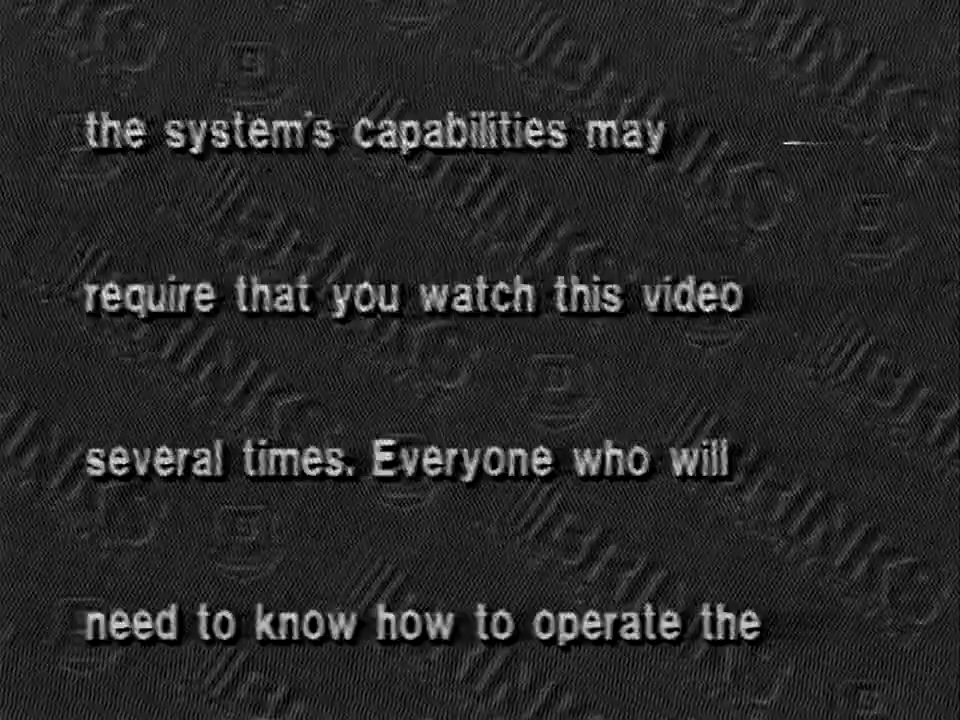 the system's capabilities may
require that you watch this video
several times. Everyone who will
need to know how to operate the